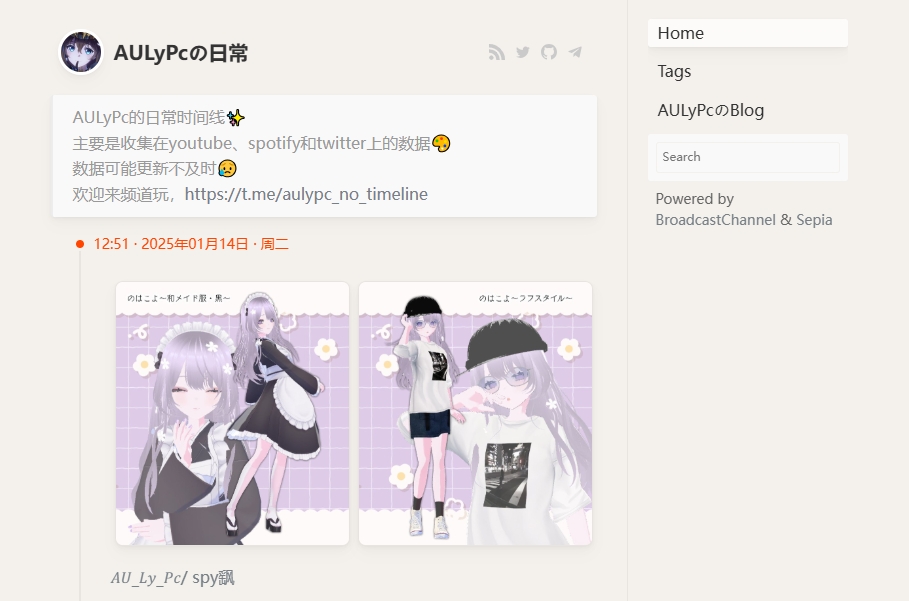 AULyPcの日常
Home
Tags
AULyPcのBlog
Search
Powered by
BroadcastChannel & Sepia
AULyPc的日常时间线✨
主要是收集在youtube、spotify和twitter上的数据🎨
数据可能更新不及时😥
欢迎来频道玩，https://t.me/aulypc_no_timeline
12:51 · 2025年01月14日 · 周二
のはこよ～和メイド服・黒～
のはこよ～ラフスタイル～
AU_Ly_Pc/ spy飘